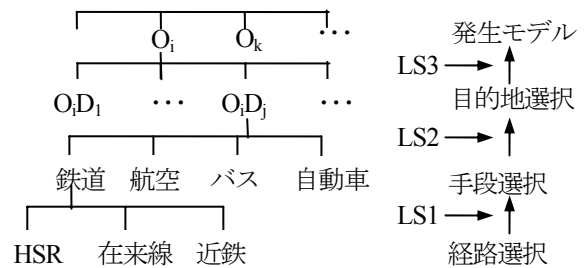 O_i O_k ・・・ 発生モデル
LS3
O_iD_1 ・・・ O_iD_j ・・・ 目的地選択
LS2
鉄道 航空 バス 自動車 手段選択
LS1
HSR 在来線 近鉄 経路選択